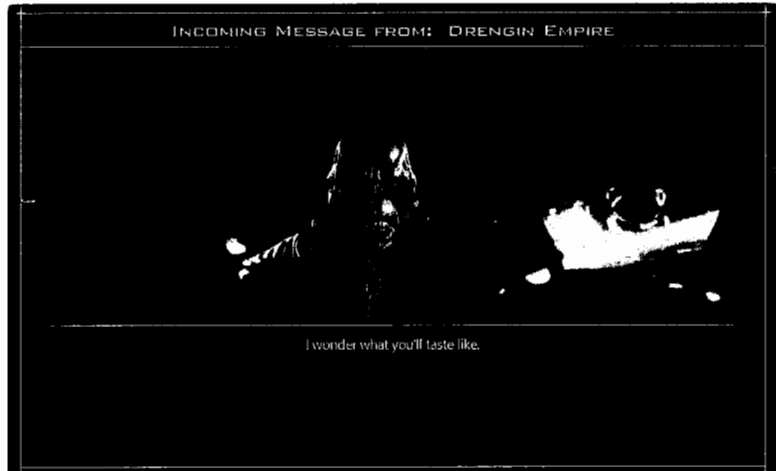 Incoming Message from: Drengin Empire
I wonder what you'll taste like.